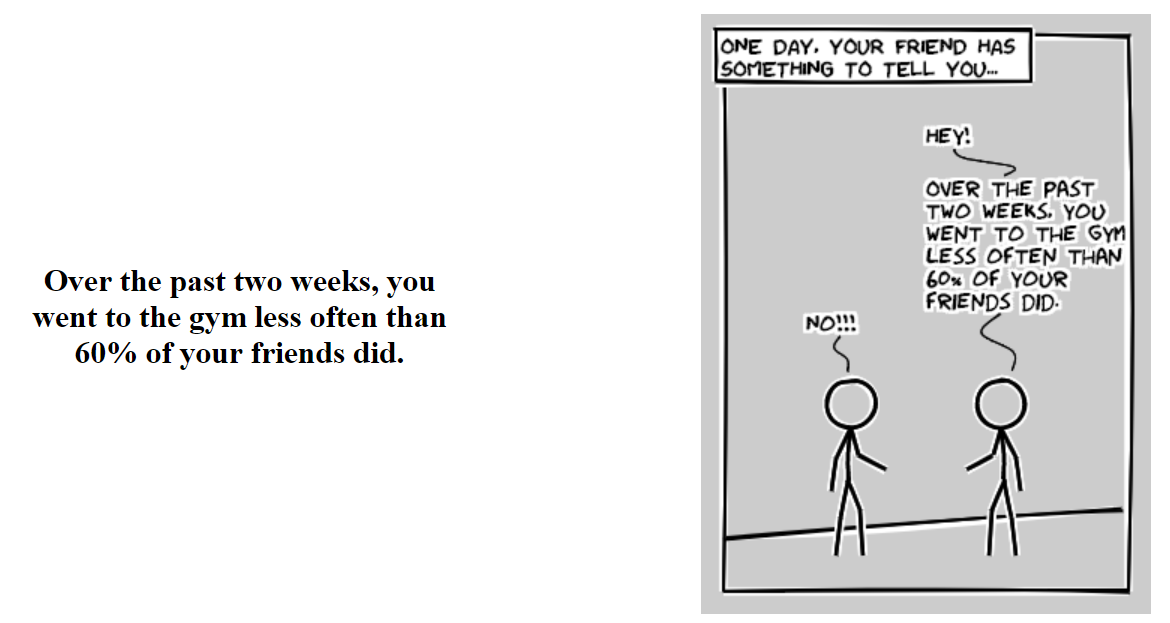 Over the past two weeks, you
went to the gym less often than
60% of your friends did.
ONE DAY, YOUR FRIEND HAS
SOMETHING TO TELL YOU...
HEY!
OVER THE PAST
TWO WEEKS, YOU
WENT TO THE GYM
LESS OFTEN THAN
60% OF YOUR
FRIENDS DID.
NO!!!